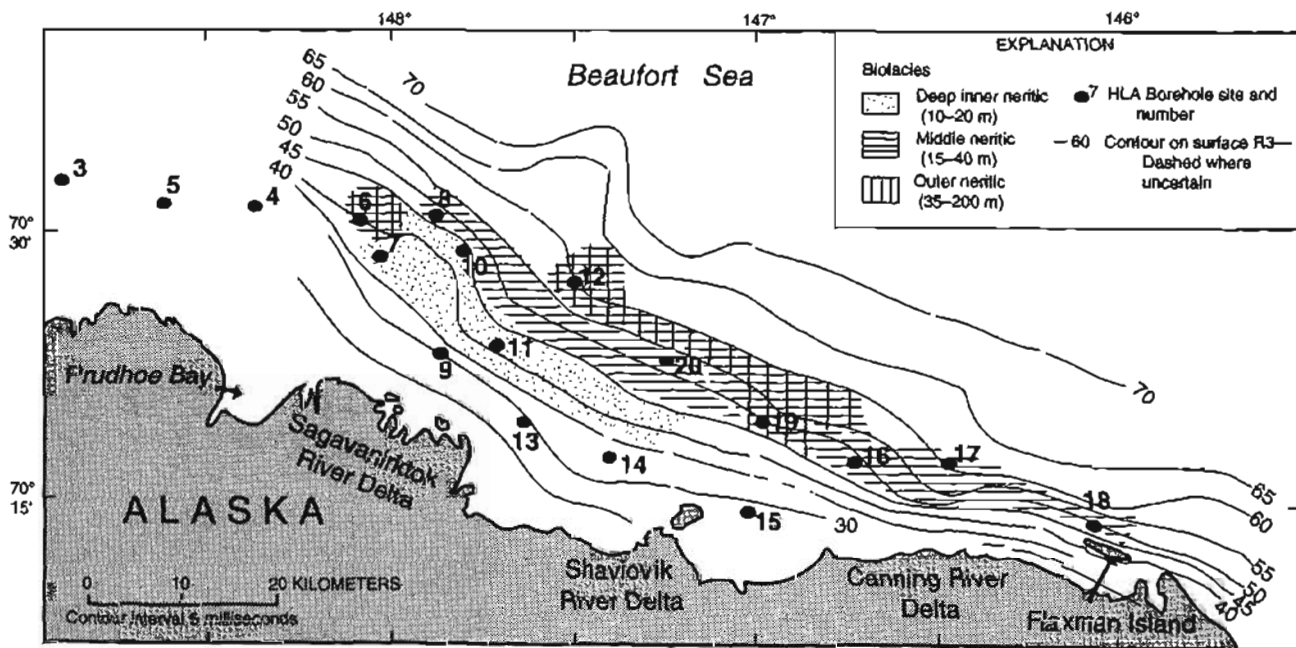 148°
147°
146°
EXPLANATION
Biofacies
Deep inner neritic
(10–20 m)
Middle neritic
(15–40 m)
Outer neritic
(35–200 m)
7 HLA Borehole site and
number
60 Contour on surface R3—
Dashed where
uncertain
Beaufort Sea
65
60
55
50
45
40
70
70
65
60
55
50
45
40
30
3
5
4
6
7
8
10
12
9
11
20
13
14
19
16
17
15
18
70°
30'
70°
15'
Prudhoe Bay
Sagavanirktok
River Delta
ALASKA
Shaviovik
River Delta
Canning River
Delta
Flaxman Island
0 10 20 KILOMETERS
Contour interval 5 milliseconds